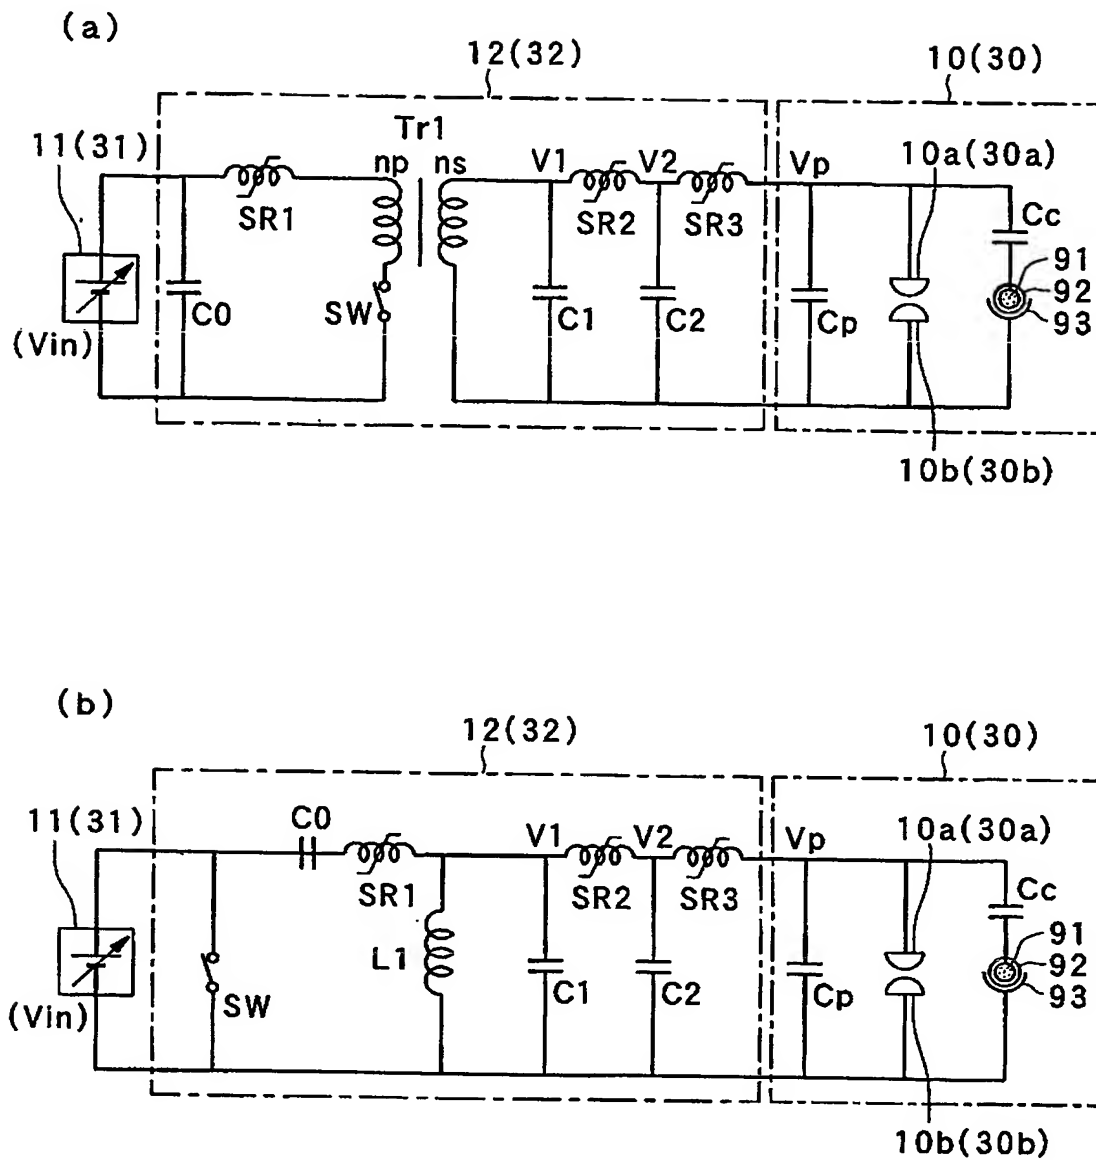 (a)
12(32)
10(30)
11(31)
Tr1
np ns
V1
V2
Vp
10a(30a)
SR1
SR2
SR3
Cc
91
92
93
SW
C0
C1
C2
Cp
(Vin)
10b(30b)
(b)
12(32)
10(30)
11(31)
C0
V1
V2
Vp
10a(30a)
SR1
SR2
SR3
Cc
L1
91
92
93
SW
C1
C2
Cp
(Vin)
10b(30b)